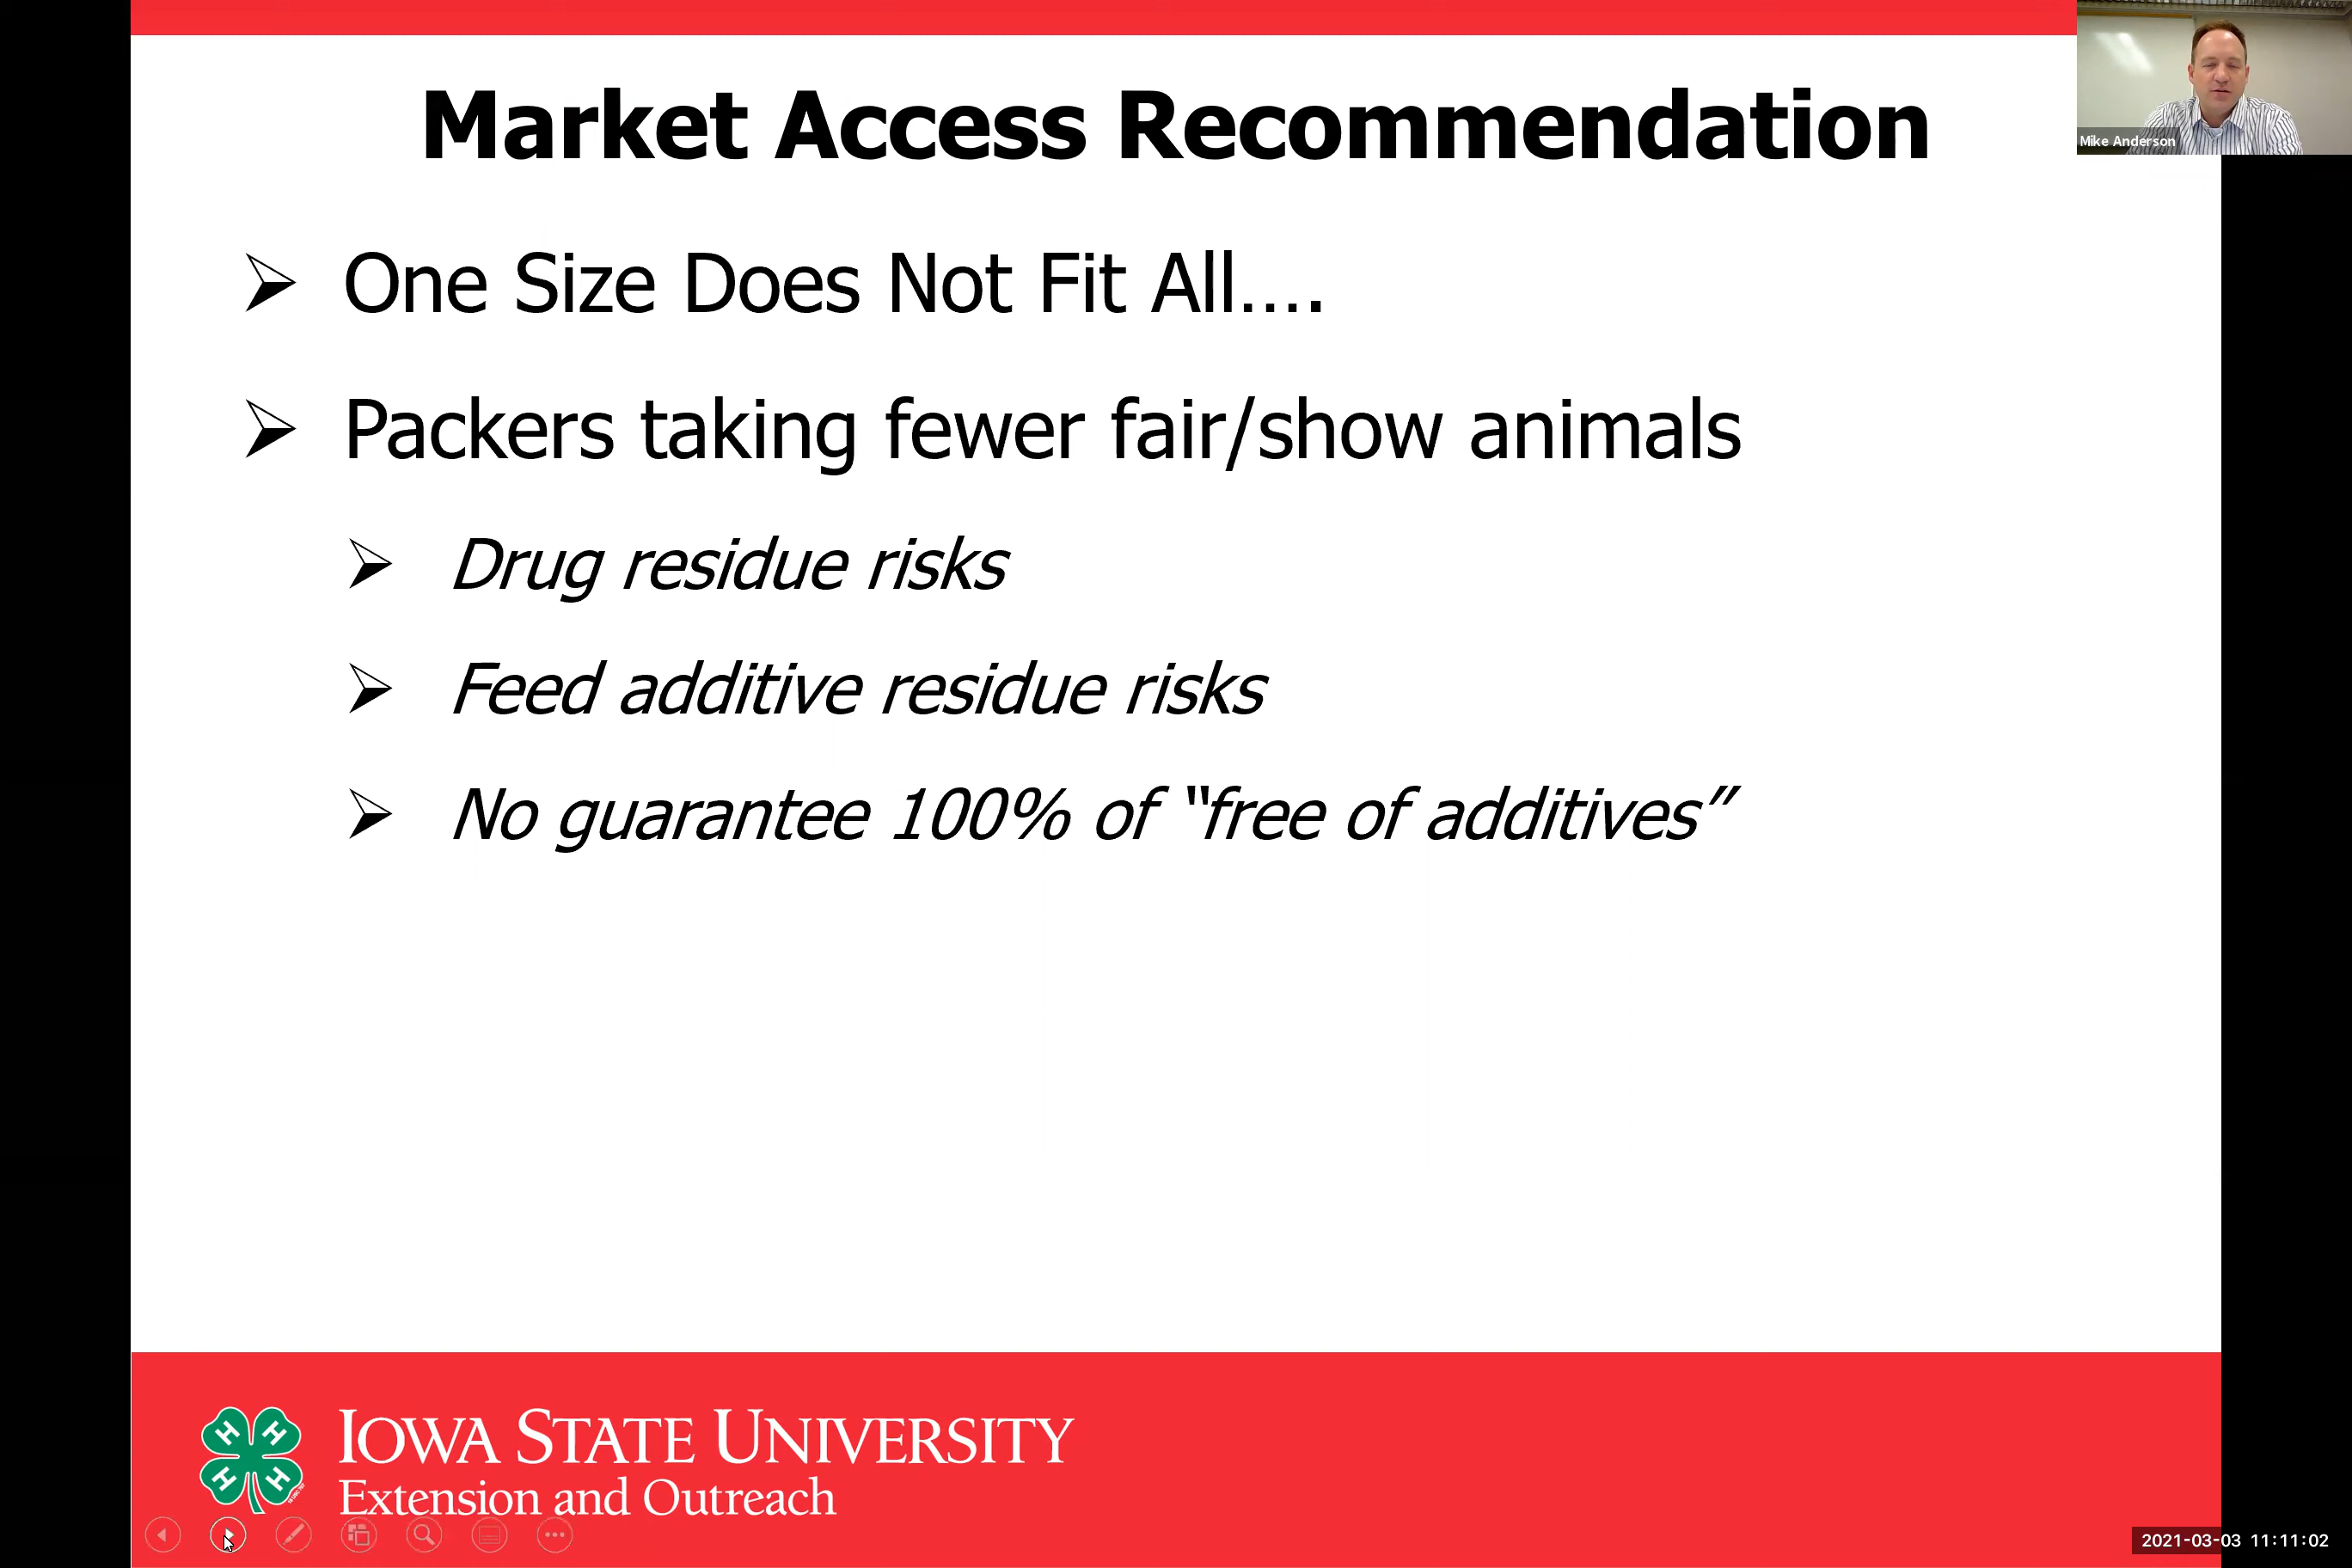 Market Access Recommendation
Mike Anderson
One Size Does Not Fit All....
Packers taking fewer fair/show animals
Drug residue risks
Feed additive residue risks
No guarantee 100% of “free of additives”
H H
H H
IOWA STATE UNIVERSITY
Extension and Outreach
2021-03-03 11:11:02